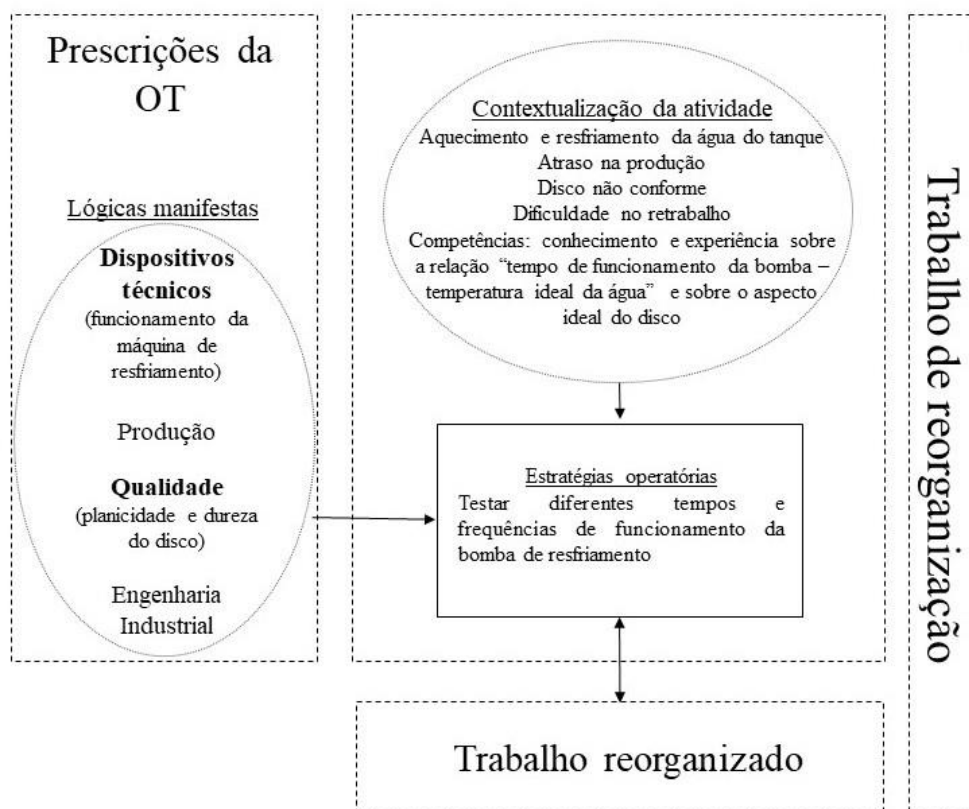 Prescrições da
OT
Lógicas manifestas
Dispositivos
técnicos
(funcionamento da
máquina de
resfriamento)
Produção
Qualidade
(planicidade e dureza
do disco)
Engenharia
Industrial
Contextualização da atividade
Aquecimento e resfriamento da água do tanque
Atraso na produção
Disco não conforme
Dificuldade no retrabalho
Competências: conhecimento e experiência sobre
a relação “tempo de funcionamento da bomba –
temperatura ideal da água” e sobre o aspecto
ideal do disco
Estratégias operatórias
Testar diferentes tempos e
frequências de funcionamento da
bomba de resfriamento
Trabalho reorganizado
Trabalho de reorganização